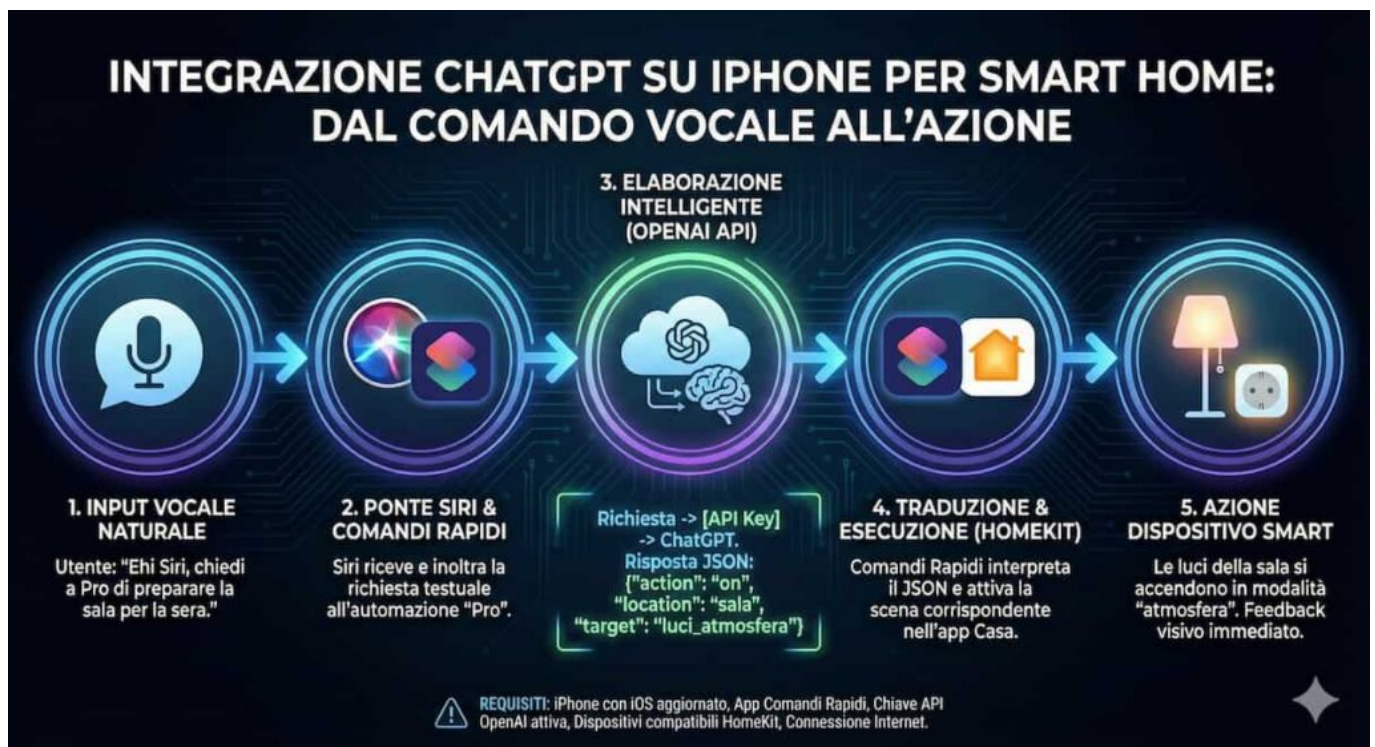 INTEGRAZIONE CHATGPT SU IPHONE PER SMART HOME:
DAL COMANDO VOCALE ALL’AZIONE
1. INPUT VOCALE
NATURALE
Utente: “Ehi Siri, chiedi
a Pro di preparare la
sala per la sera.”
2. PONTE SIRI &
COMANDI RAPIDI
Siri riceve e inoltra la
richiesta testuale
all’automazione “Pro”.
3. ELABORAZIONE
INTELLIGENTE
(OPENAI API)
Richiesta -> [API Key]
-> ChatGPT.
Risposta JSON:
{"action": “on”,
“location”: “sala”,
“target”: “luci_atmosfera”}
4. TRADUZIONE &
ESECUZIONE (HOMEKIT)
Comandi Rapidi interpreta
il JSON e attiva la
scena corrispondente
nell’app Casa.
5. AZIONE
DISPOSITIVO SMART
Le luci della sala si
accendono in modalità
“atmosfera”. Feedback
visivo immediato.
REQUISITI: iPhone con iOS aggiornato, App Comandi Rapidi, Chiave API
OpenAI attiva, Dispositivi compatibili HomeKit, Connessione Internet.